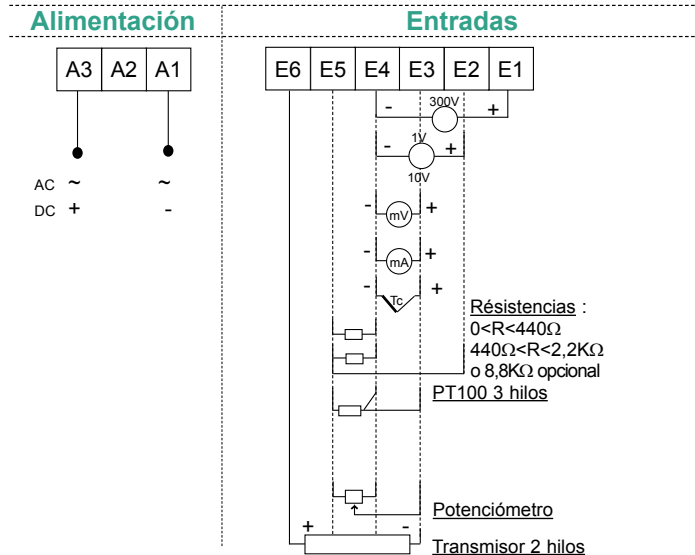 Alimentación
Entradas
A3 A2 A1
E6 E5 E4 E3 E2 E1
- 300V +
- 1V +
10V
AC ~ ~
DC + -
- mV +
- mA +
- Tc +
Résistencias :
0<R<440Ω
440Ω<R<2,2KΩ
o 8,8KΩ opcional
PT100 3 hilos
Potenciómetro
+ -
Transmisor 2 hilos